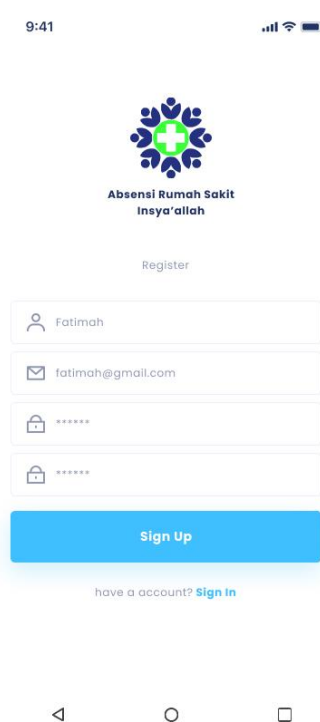 9:41
Absensi Rumah Sakit
Insya'allah
Register
Fatimah
fatimah@gmail.com
******
******
Sign Up
have a account? Sign In